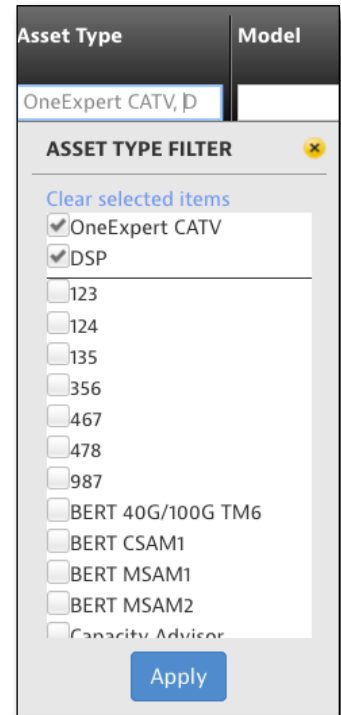 Asset Type
Model
OneExpert CATV, D
ASSET TYPE FILTER
Clear selected items
OneExpert CATV
DSP
123
124
135
356
467
478
987
BERT 40G/100G TM6
BERT CSAM1
BERT MSAM1
BERT MSAM2
Capacity Advisor
Apply